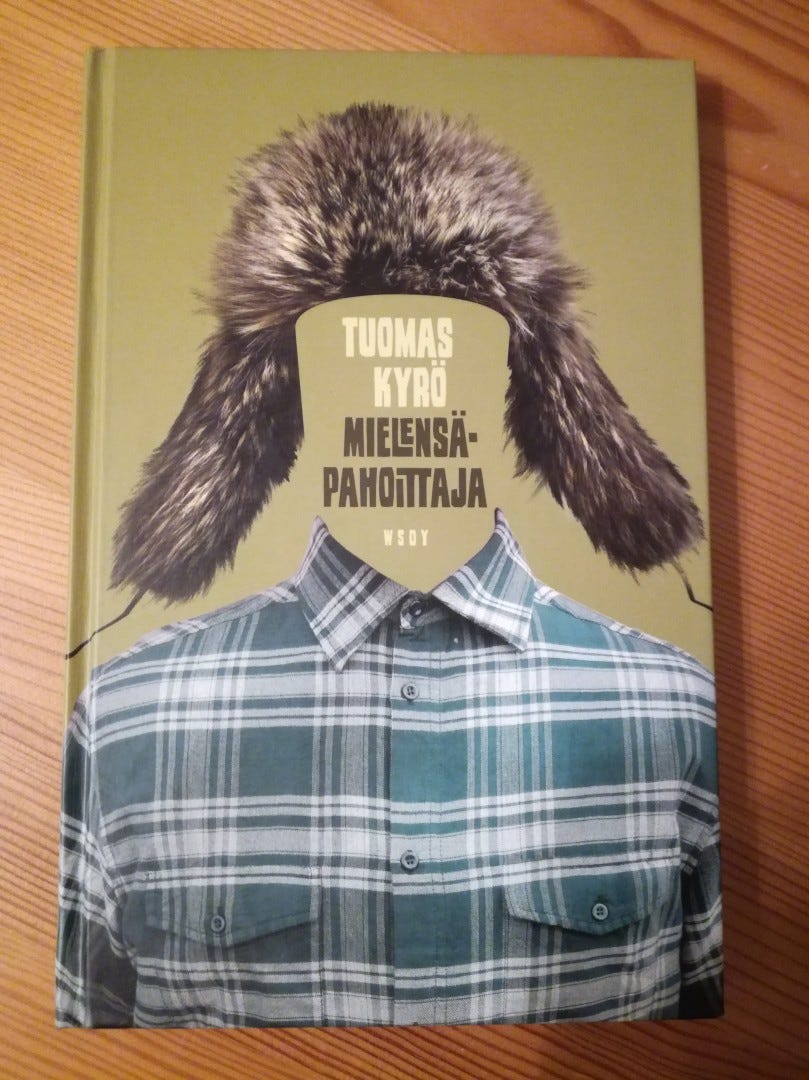 TUOMAS
KYRÖ
MIELENSÄ-
PAHOITTAJA
WSOY